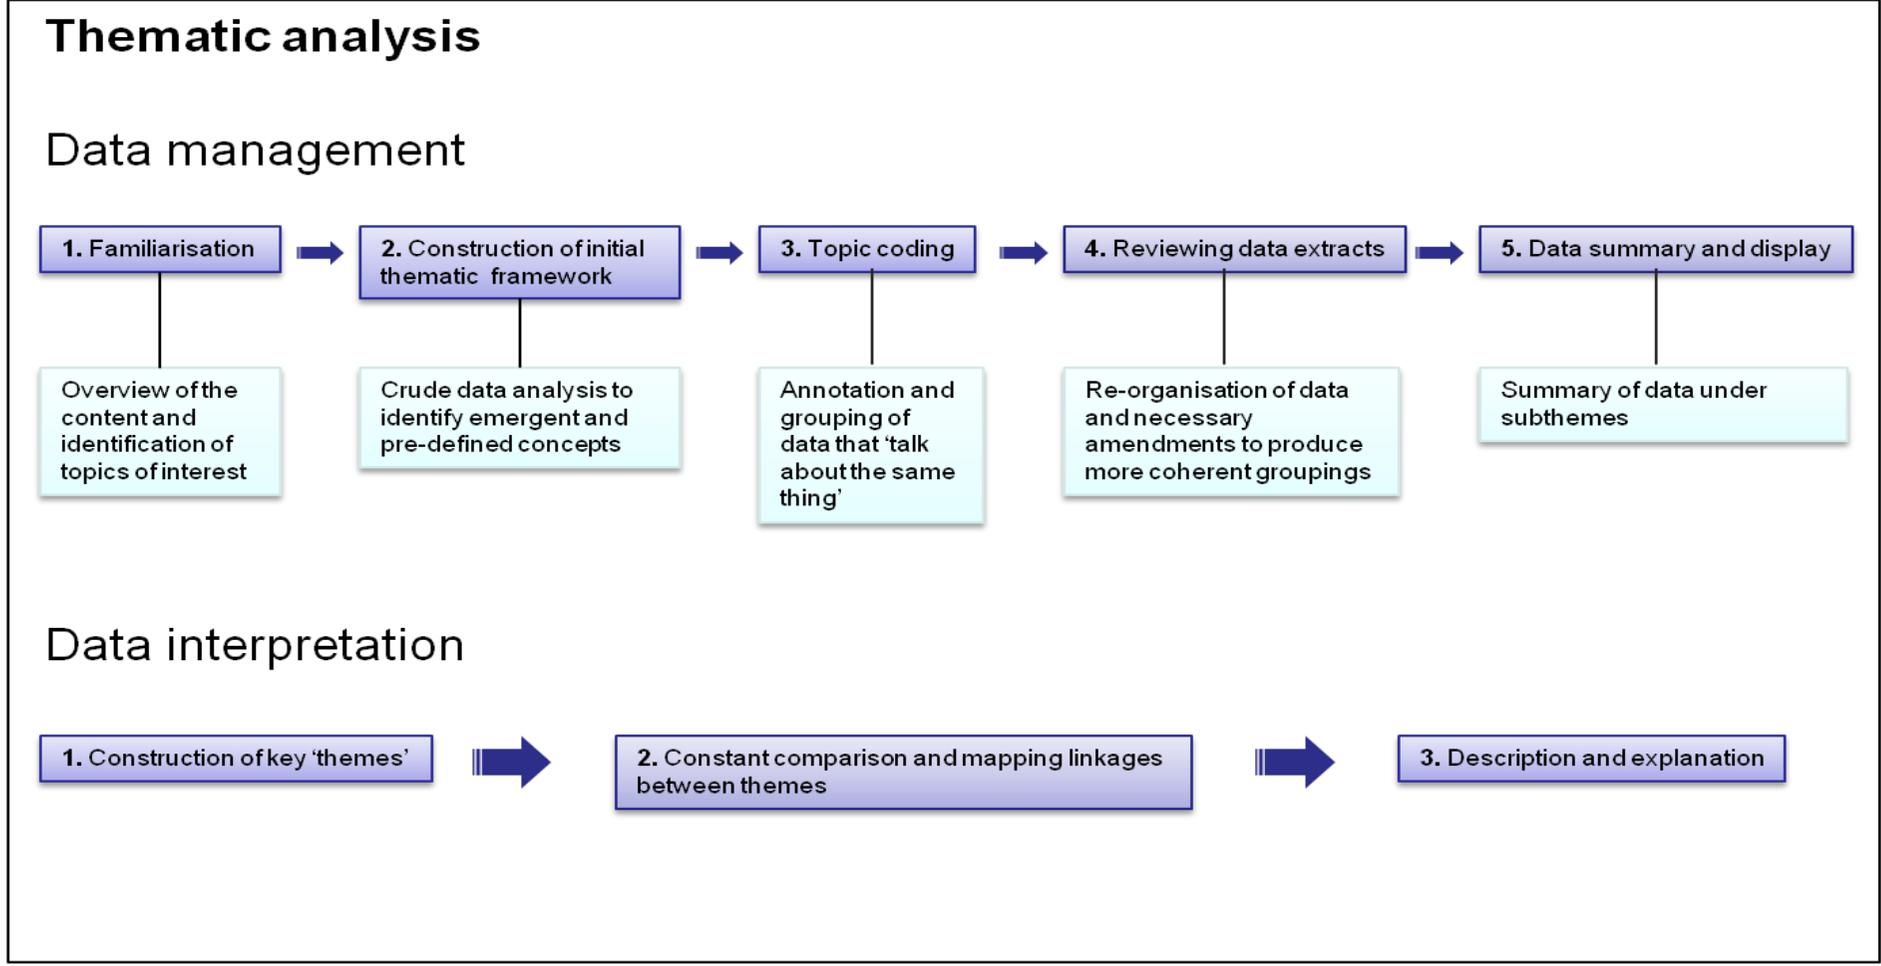 Thematic analysis
Data management
1. Familiarisation
2. Construction of initial
thematic framework
3. Topic coding
4. Reviewing data extracts
5. Data summary and display
Overview of the
content and
identification of
topics of interest
Crude data analysis to
identify emergent and
pre-defined concepts
Annotation and
grouping of
data that ‘talk
about the same
thing’
Re-organisation of data
and necessary
amendments to produce
more coherent groupings
Summary of data under
subthemes
Data interpretation
1. Construction of key ‘themes’
2. Constant comparison and mapping linkages
between themes
3. Description and explanation